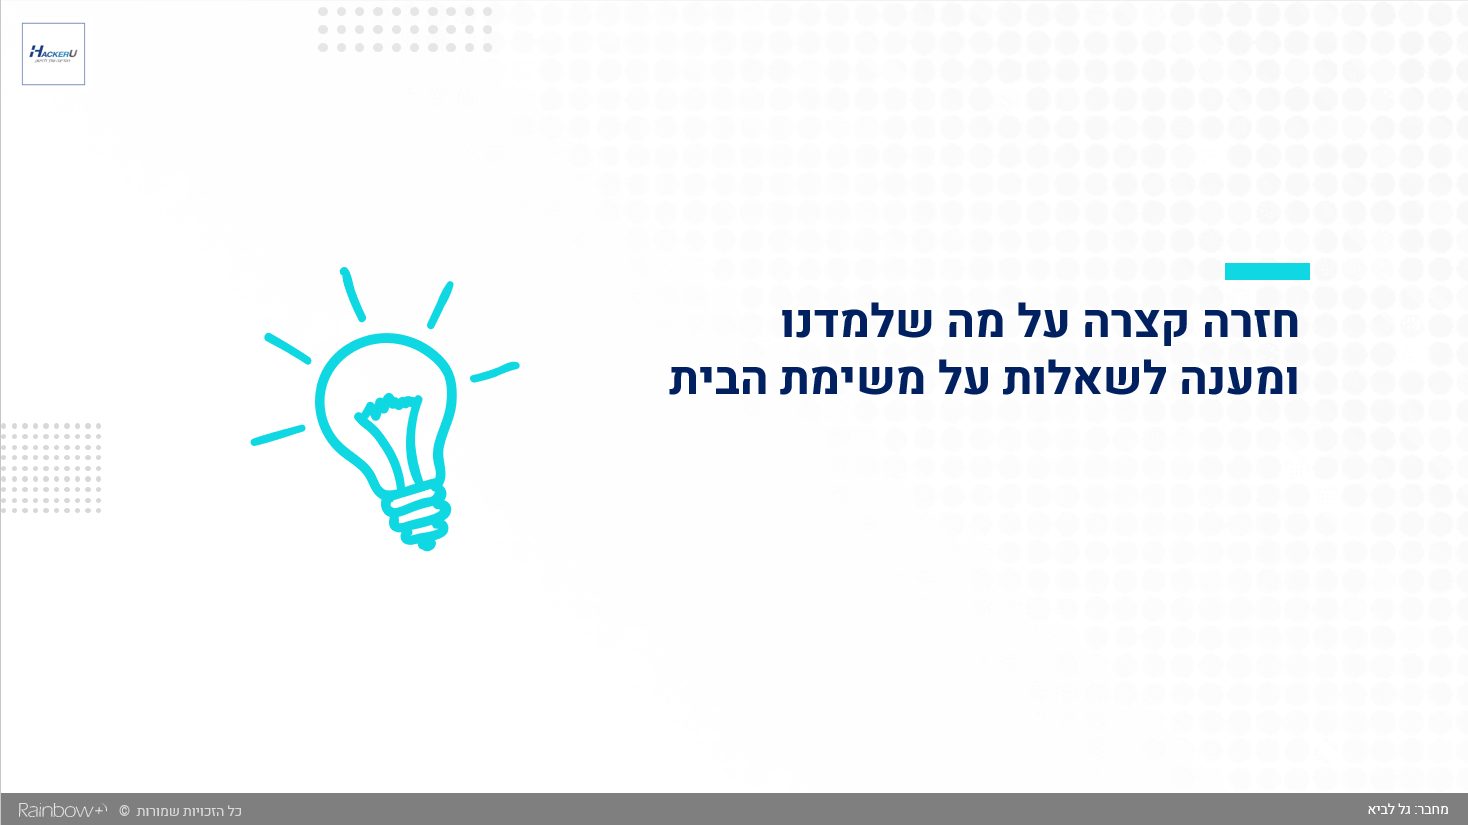 HACKERU
חזרה קצרה על מה שלמדנו
ומענה לשאלות על משימת הבית
מחבר: גל לביא
כל הזכויות שמורות ©
Rainbow+